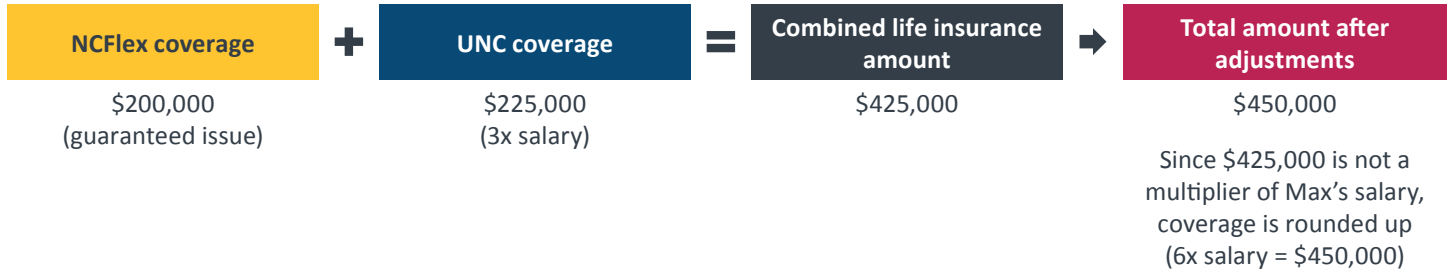 NCFlex coverage
+
UNC coverage
=
Combined life insurance
amount
Total amount after
adjustments
$200,000
(guaranteed issue)
$225,000
(3x salary)
$425,000
$450,000
Since $425,000 is not a
multiplier of Max’s salary,
coverage is rounded up
(6x salary = $450,000)